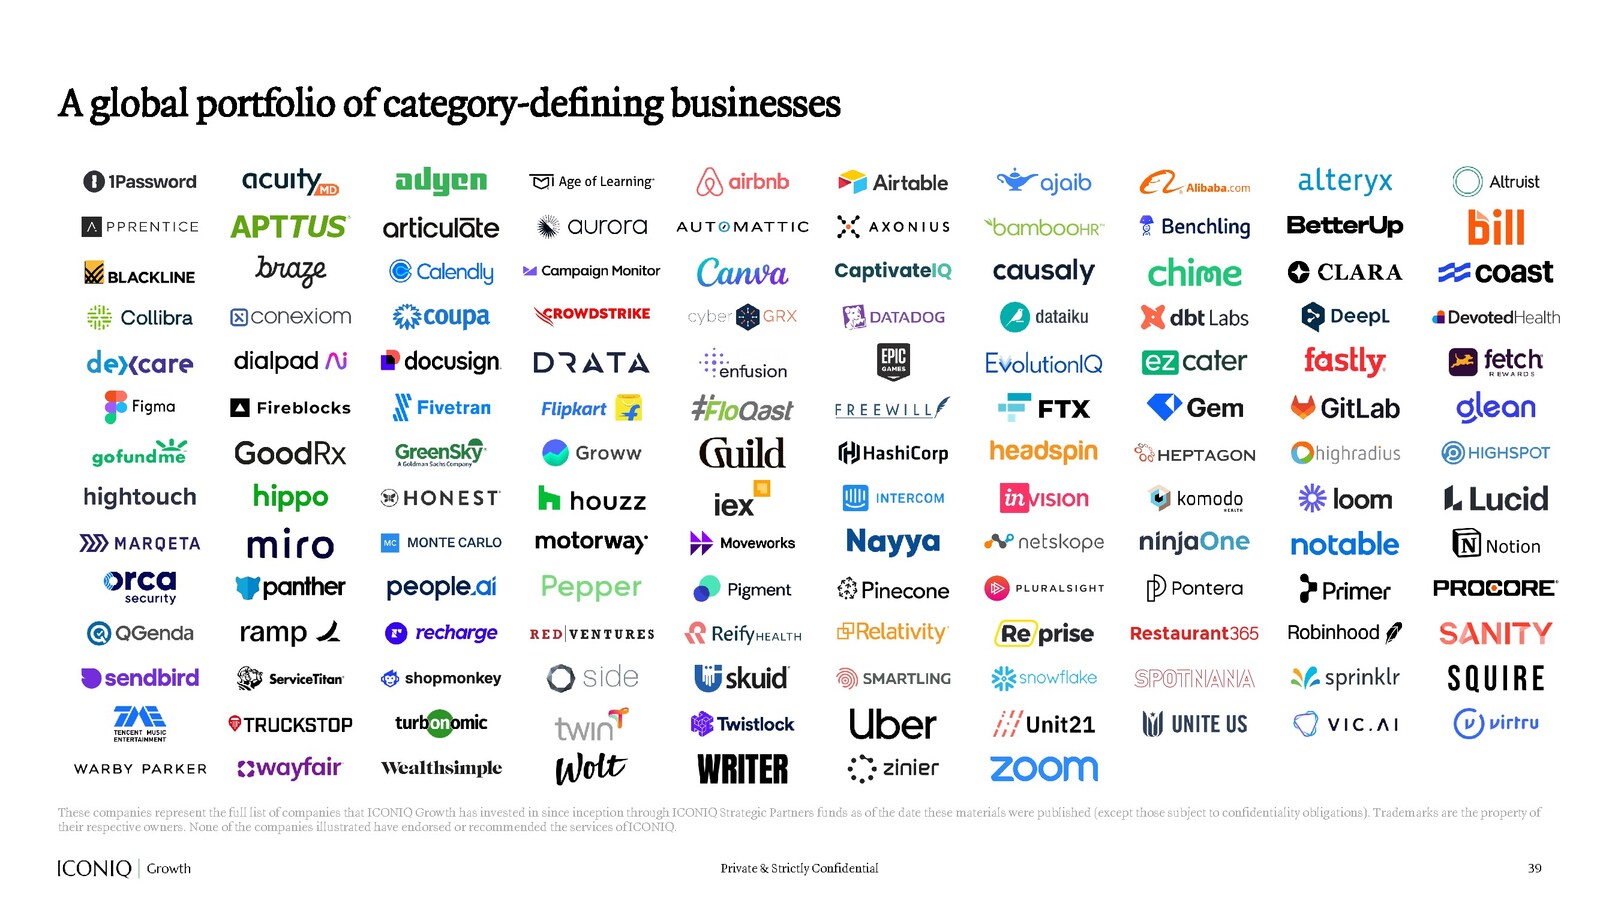 A global portfolio of category-defining businesses
1Password acuity MD adyen Age of Learning airbnb Airtable ajaib Alibaba.com alteryx Altruist
APPRENTICE APTTUS articulate aurora AUTOMATTIC AXONIUS bambooHR Benchling BetterUp bill
BLACKLINE braze Calendly Campaign Monitor Canva CaptivateIQ causaly chime CLARA coast
Collibra conexiom coupa CROWDSTRIKE cyberGRX DATADOG dataiku dbt Labs DeepL DevotedHealth
dexcare dialpad Ai docusign DRATA enfusion EPIC GAMES EvolutionIQ ezcater fastly fetch REWARDS
Figma Fireblocks Fivetran Flipkart #FloQast FREEWILL FTX Gem GitLab glean
gofundme GoodRx GreenSky A Goldman Sachs Company Groww Guild HashiCorp headspin HEPTAGON highradius HIGHSPOT
hightouch hippo HONEST houzz iex INTERCOM invision komodo HEALTH loom Lucid
MARQETA miro MC MONTE CARLO motorway Moveworks Nayya netskope ninjaOne notable Notion
orca security panther people.ai Pepper Pigment Pinecone PLURALSIGHT Pontera Primer PROCORE
QGenda ramp recharge RED|VENTURES ReifyHEALTH Relativity Reprise Restaurant365 Robinhood SANITY
sendbird ServiceTitan shopmonkey side skuid SMARTLING snowflake SPOTNANA sprinklr SQUIRE
TME TENCENT MUSIC ENTERTAINMENT TRUCKSTOP turbonomic twin Twistlock Uber Unit21 UNITE US VIC.AI virtru
WARBY PARKER wayfair Wealthsimple Wolt WRITER zinier zoom
These companies represent the full list of companies that ICONIQ Growth has invested in since inception through ICONIQ Strategic Partners funds as of the date these materials were published (except those subject to confidentiality obligations). Trademarks are the property of
their respective owners. None of the companies illustrated have endorsed or recommended the services of ICONIQ.
ICONIQ | Growth Private & Strictly Confidential 39